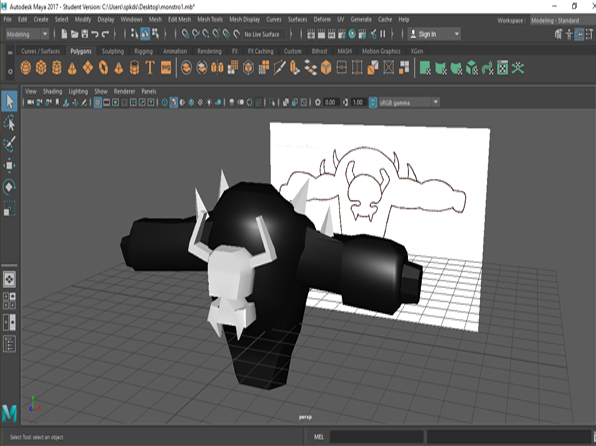 Autodesk Maya 2017 - Student Version: C:\Users\spkds\Desktop\monstro1.mb*
File Edit Create Select Modify Display Windows Mesh Edit Mesh Mesh Tools Mesh Display Curves Surfaces Deform UV Generate Cache Help Workspace : Modeling - Standard
Modeling No Live Surface Sign In
Curves / Surfaces Polygons Sculpting Rigging Animation Rendering FX FX Caching Custom Bifrost MASH Motion Graphics XGen
View Shading Lighting Show Renderer Panels
0.00 1.00 sRGB gamma
persp
Select Tool: select an object MEL